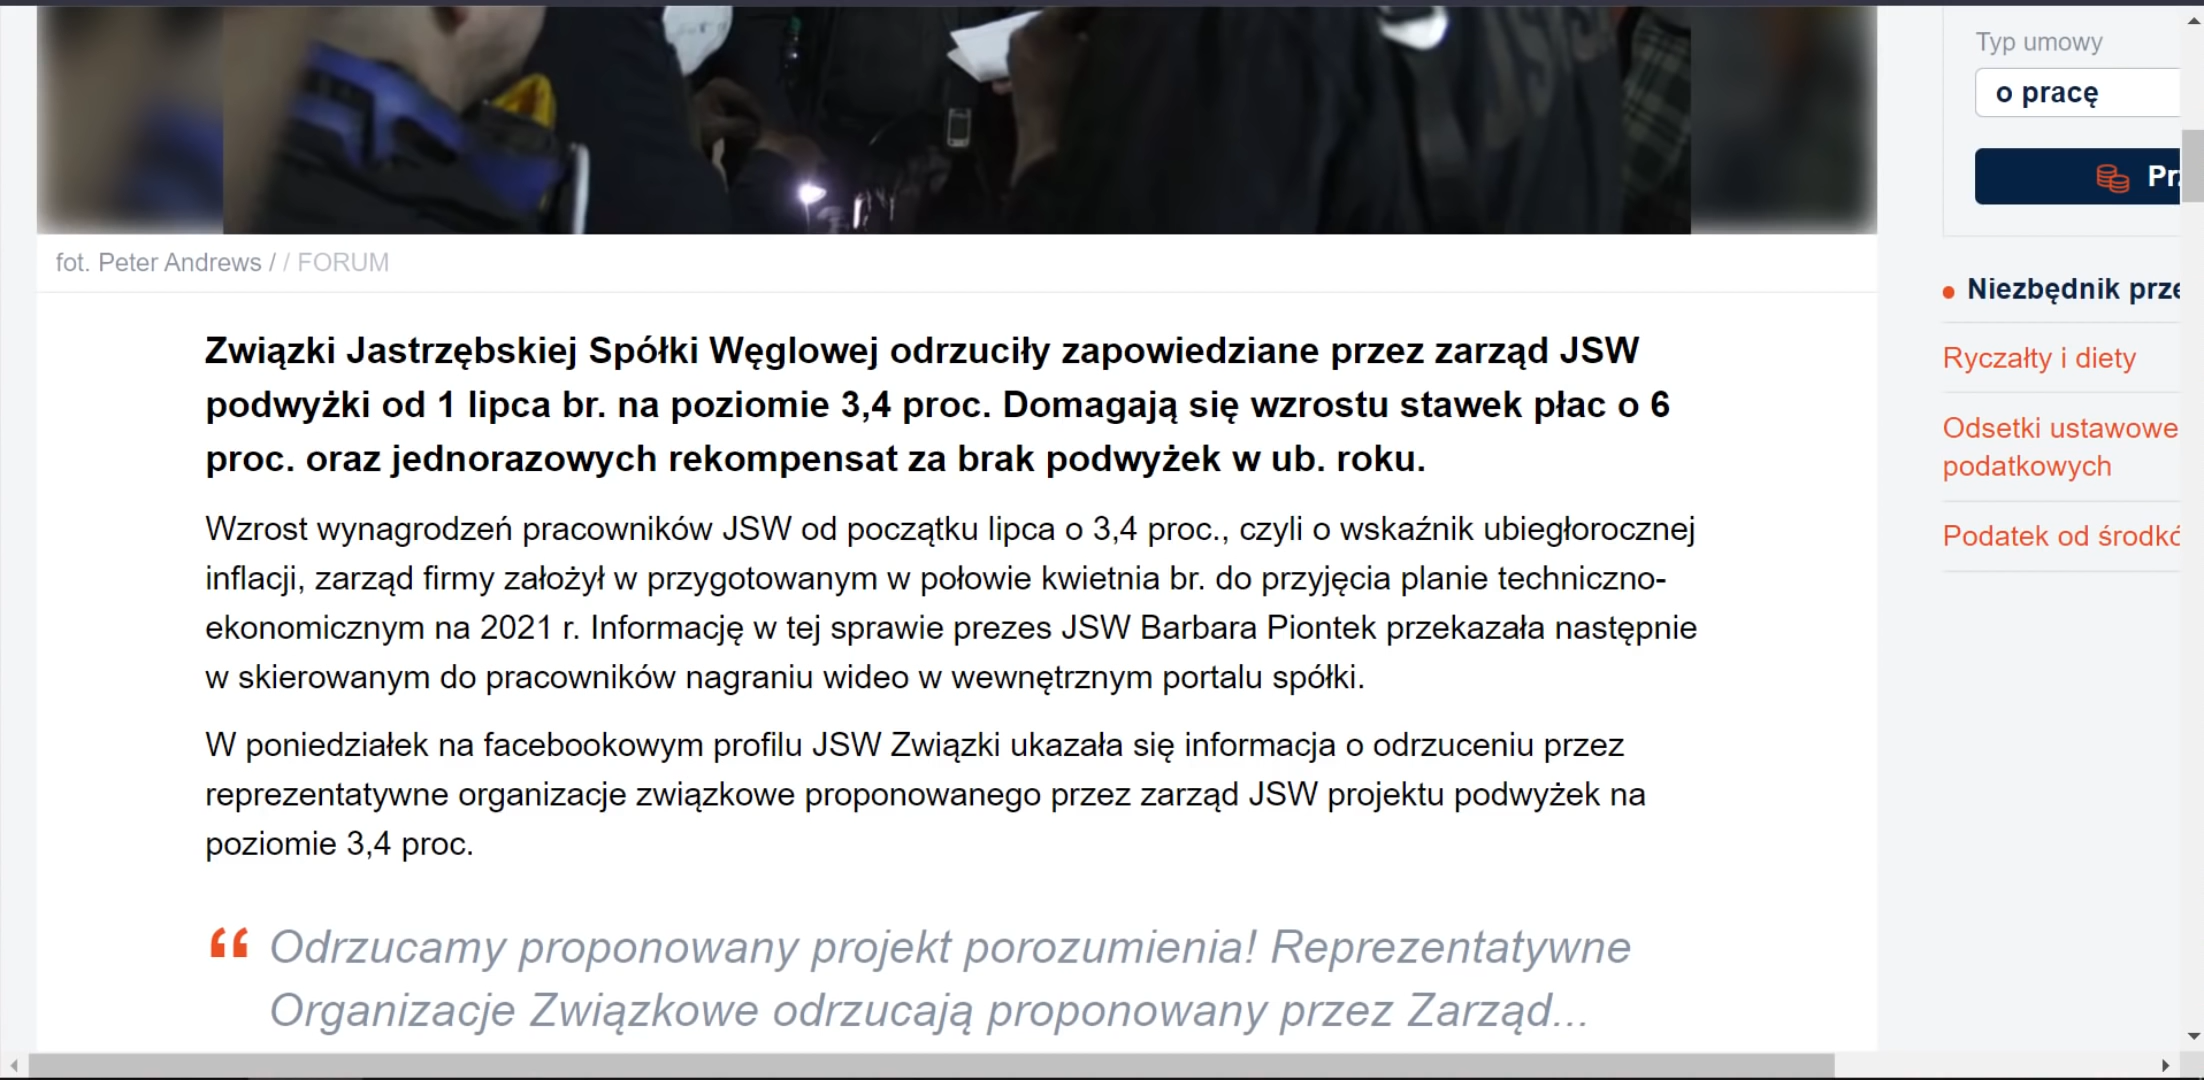 fot. Peter Andrews / / FORUM
Związki Jastrzębskiej Spółki Węglowej odrzuciły zapowiedziane przez zarząd JSW
podwyżki od 1 lipca br. na poziomie 3,4 proc. Domagają się wzrostu stawek płac o 6
proc. oraz jednorazowych rekompensat za brak podwyżek w ub. roku.
Wzrost wynagrodzeń pracowników JSW od początku lipca o 3,4 proc., czyli o wskaźnik ubiegłorocznej
inflacji, zarząd firmy założył w przygotowanym w połowie kwietnia br. do przyjęcia planie techniczno-
ekonomicznym na 2021 r. Informację w tej sprawie prezes JSW Barbara Piontek przekazała następnie
w skierowanym do pracowników nagraniu wideo w wewnętrznym portalu spółki.
W poniedziałek na facebookowym profilu JSW Związki ukazała się informacja o odrzuceniu przez
reprezentatywne organizacje związkowe proponowanego przez zarząd JSW projektu podwyżek na
poziomie 3,4 proc.
“ Odrzucamy proponowany projekt porozumienia! Reprezentatywne
Organizacje Związkowe odrzucają proponowany przez Zarząd...
Typ umowy
o pracę
Niezbędnik
Ryczałty i diety
Odsetki ustawowe
podatkowych
Podatek od